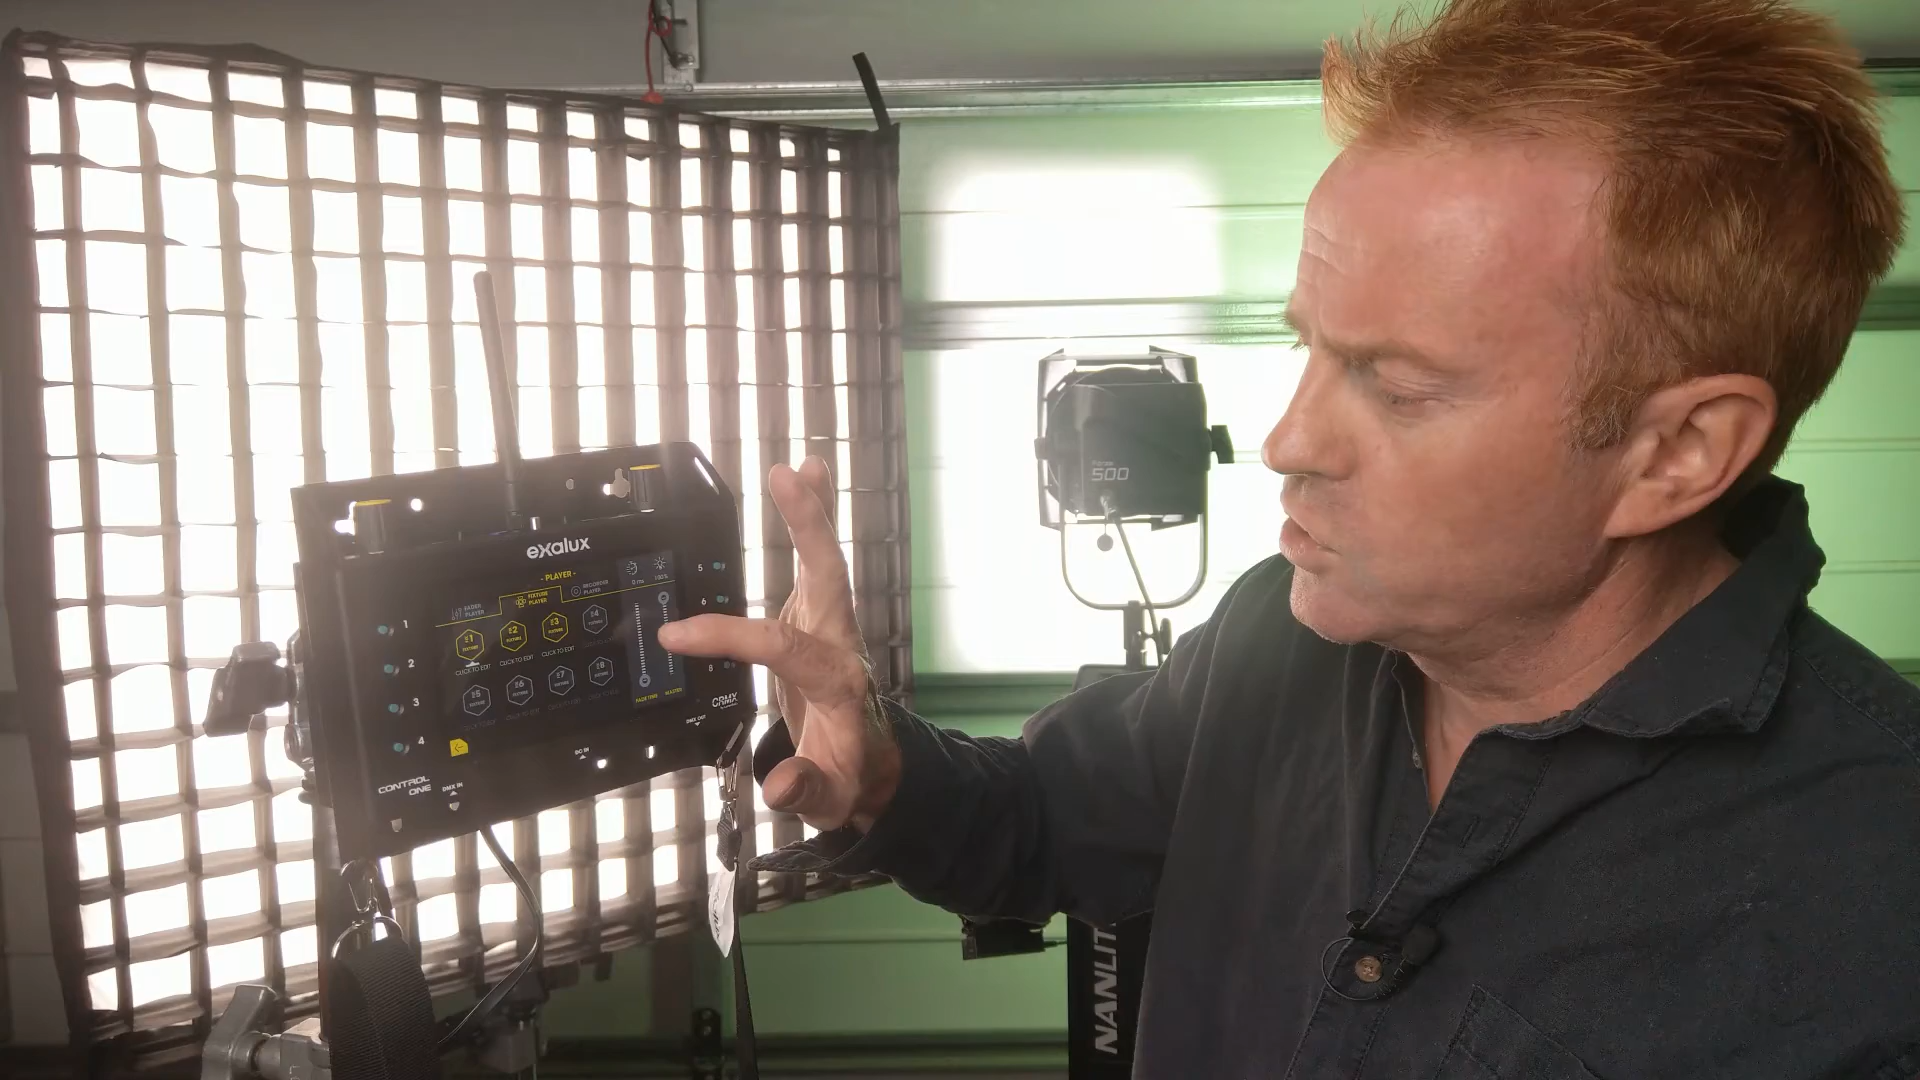 exalux
- PLAYER -
FADER
PLAYER
FIXTURE
PLAYER
RECORDER
PLAYER
0 ms
100%
1
FIXTURE
2
FIXTURE
3
FIXTURE
4
CLICK TO EDIT
CLICK TO EDIT
CLICK TO EDIT
5
FIXTURE
6
FIXTURE
7
FIXTURE
8
FIXTURE
FADE TIME
MASTER
1
2
3
4
5
6
8
CRMX
DMX OUT
DC IN
DMX IN
CONTROL
ONE
Forza
500
NANLIT